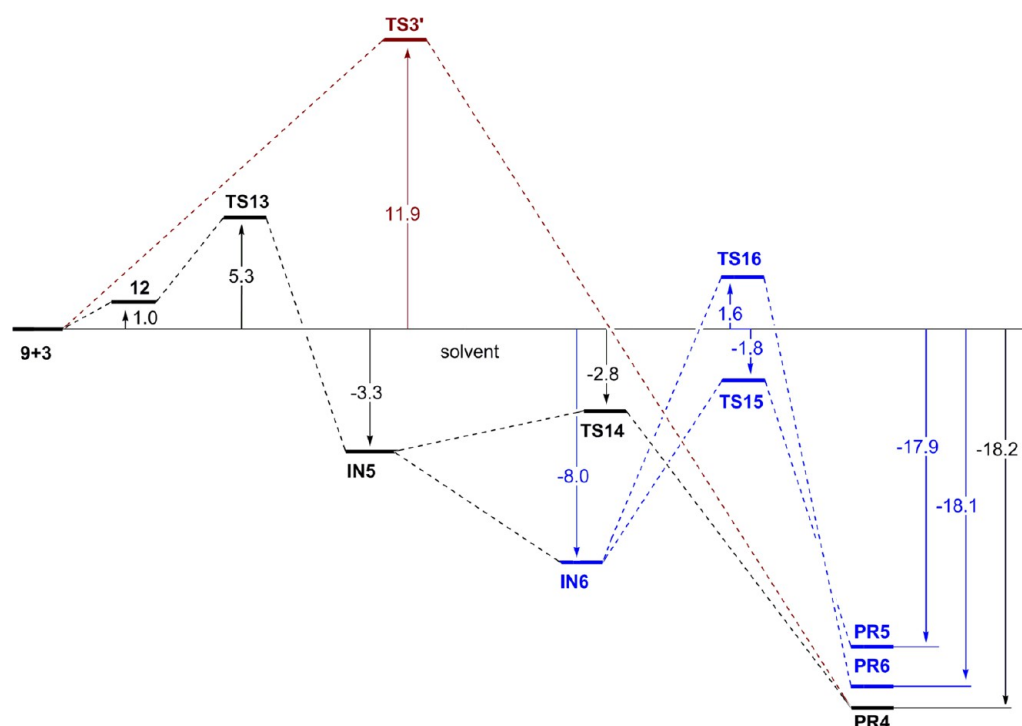 TS3'
TS13
11.9
TS16
12
5.3
1.0
1.6
9+3
solvent
-1.8
-2.8
-3.3
TS15
TS14
-17.9
-18.2
IN5
-8.0
-18.1
IN6
PR5
PR6
PR4